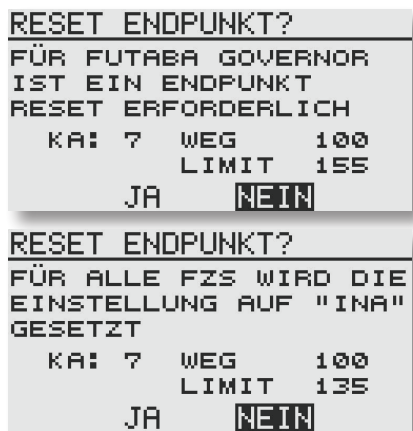 RESET ENDPUNKT?
FÜR FUTABA GOVERNOR
IST EIN ENDPUNKT
RESET ERFORDERLICH
KA: 7 WEG 100
LIMIT 155
JA NEIN
RESET ENDPUNKT?
FÜR ALLE FZS WIRD DIE
EINSTELLUNG AUF "INA"
GESETZT
KA: 7 WEG 100
LIMIT 135
JA NEIN